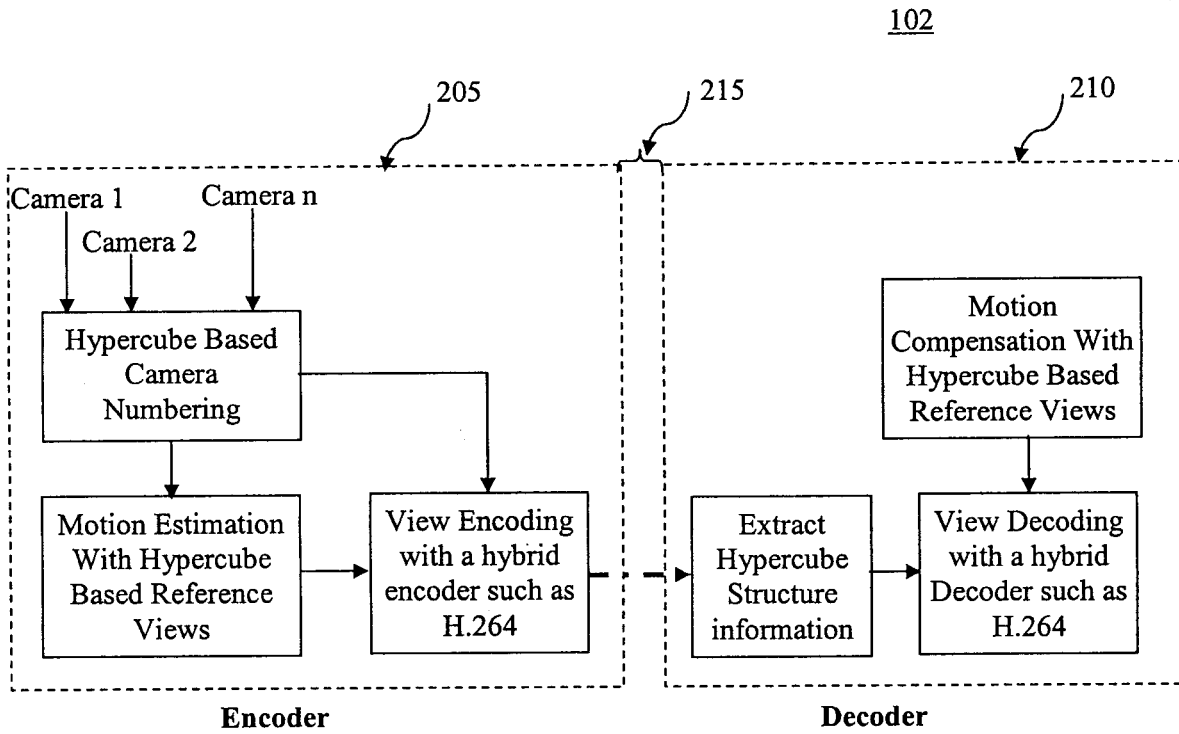 102
205
215
210
Camera 1
Camera n
Camera 2
Hypercube Based
Camera
Numbering
Motion
Compensation With
Hypercube Based
Reference Views
Motion Estimation
With Hypercube
Based Reference
Views
View Encoding
with a hybrid
encoder such as
H.264
Extract
Hypercube
Structure
information
View Decoding
with a hybrid
Decoder such as
H.264
Encoder
Decoder